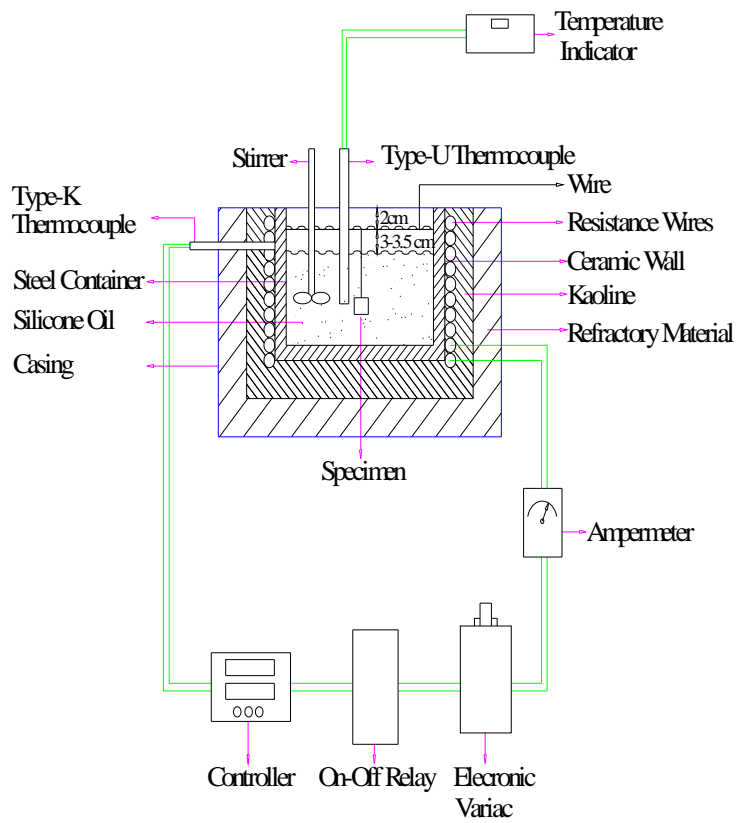 Temperature
Indicator
Stirrer
Type-U Thermocouple
Type-K
Thermocouple
Wire
2cm
Resistance Wires
3-3.5 cm
Ceramic Wall
Steel Container
Kaoline
Silicone Oil
Refractory Material
Casing
Specimen
Ampermeter
Controller
On-Off Relay
Elecronic
Variac